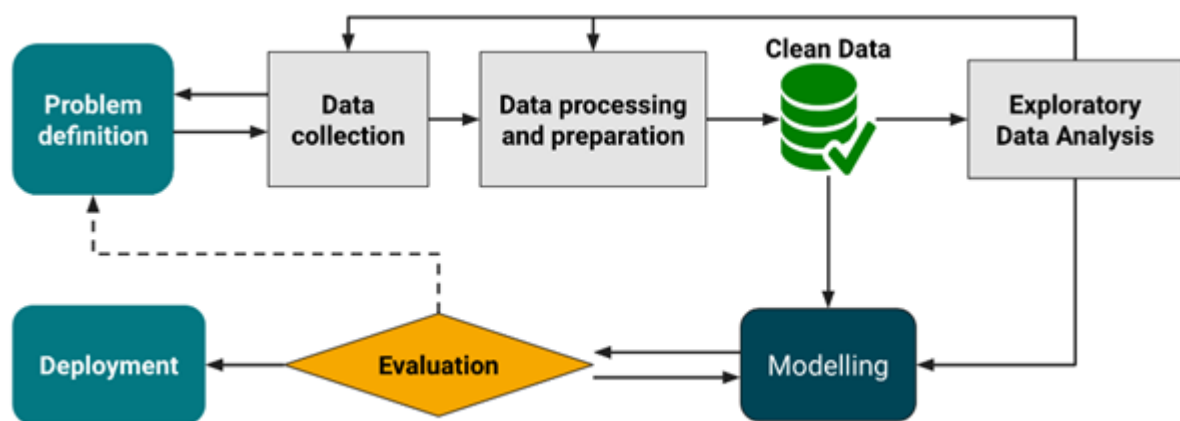 Clean Data
Problem
definition
Data
collection
Data processing
and preparation
Exploratory
Data Analysis
Deployment
Evaluation
Modelling